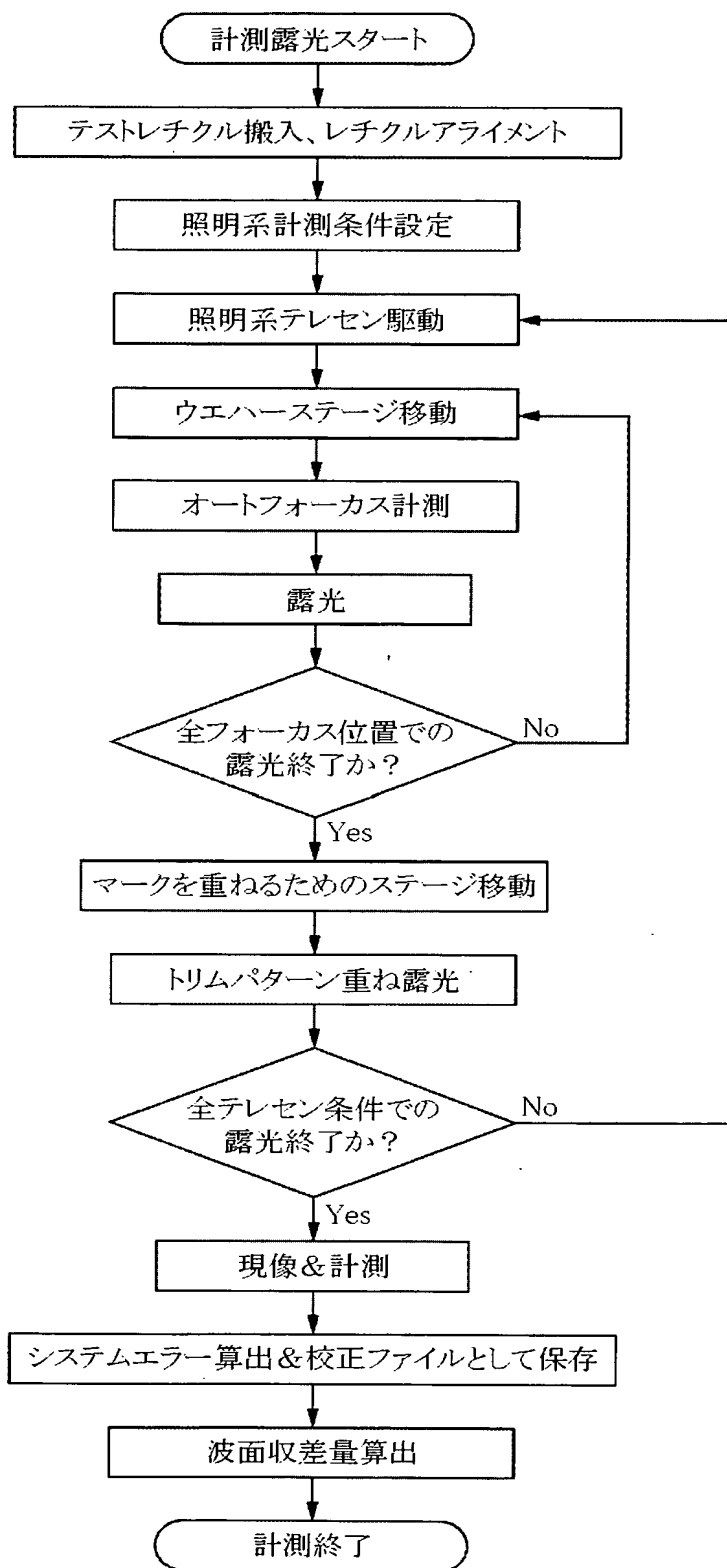 計測露光スタート
テストレチクル搬入、レチクルアライメント
照明系計測条件設定
照明系テレセン駆動
ウエハーステージ移動
オートフォーカス計測
露光
全フォーカス位置での
露光終了か？
No
Yes
マークを重ねるためのステージ移動
トリムパターン重ね露光
全テレセン条件での
露光終了か？
No
Yes
現像＆計測
システムエラー算出＆校正ファイルとして保存
波面収差量算出
計測終了